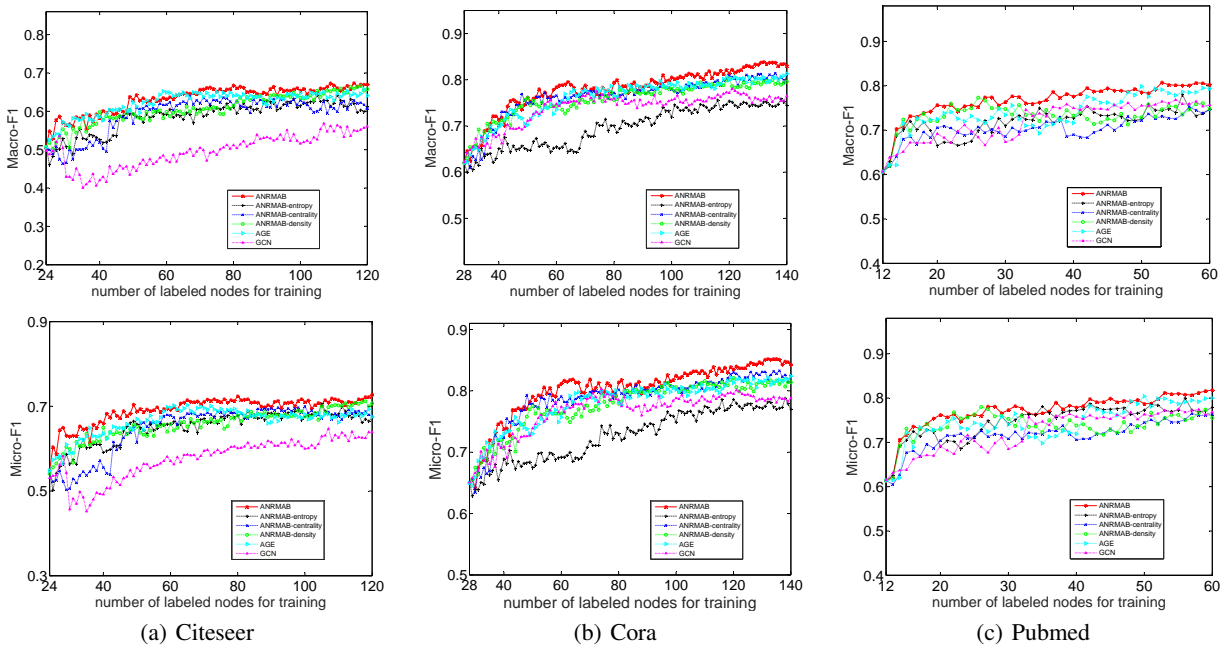 0.8
0.7
0.6
0.5
0.4
0.3
0.2
Macro-F1
24 40 60 80 100 120
number of labeled nodes for training
ANRMAB
ANRMAB-entropy
ANRMAB-centrality
ANRMAB-density
AGE
GCN
0.9
0.8
0.7
0.6
0.5
Macro-F1
28 40 60 80 100 120 140
number of labeled nodes for training
ANRMAB
ANRMAB-entropy
ANRMAB-centrality
ANRMAB-density
AGE
GCN
0.9
0.8
0.7
0.6
0.5
0.4
Macro-F1
12 20 30 40 50 60
number of labeled nodes for training
ANRMAB
ANRMAB-entropy
ANRMAB-centrality
ANRMAB-density
AGE
GCN
0.9
0.7
0.5
0.3
Micro-F1
24 40 60 80 100 120
number of labeled nodes for training
ANRMAB
ANRMAB-entropy
ANRMAB-centrality
ANRMAB-density
AGE
GCN
0.9
0.8
0.7
0.6
0.5
Micro-F1
28 40 60 80 100 120 140
number of labeled nodes for training
ANRMAB
ANRMAB-entropy
ANRMAB-centrality
ANRMAB-density
AGE
GCN
0.9
0.8
0.7
0.6
0.5
0.4
Micro-F1
12 20 30 40 50 60
number of labeled nodes for training
ANRMAB
ANRMAB-entropy
ANRMAB-centrality
ANRMAB-density
AGE
GCN
(a) Citeseer
(b) Cora
(c) Pubmed